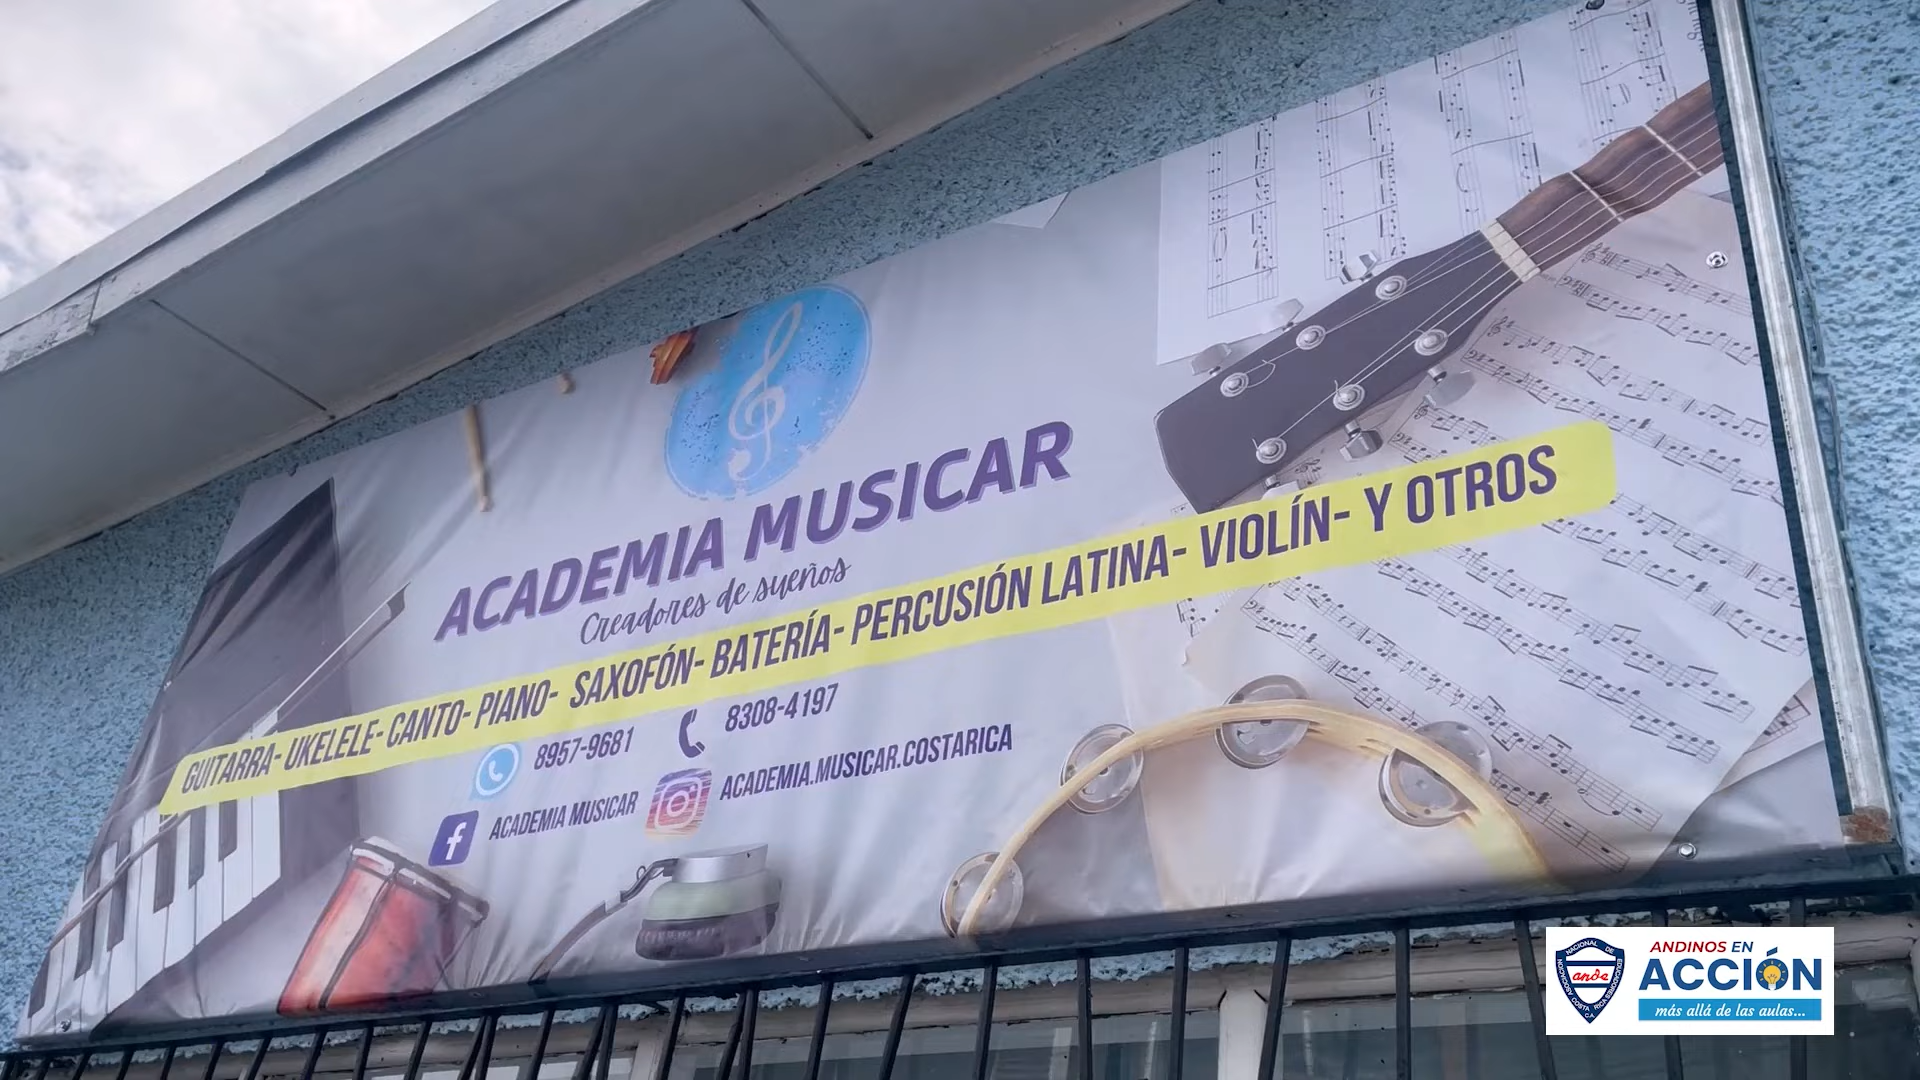 ACADEMIA MUSICAR
Creadores de sueños
GUITARRA- UKELELE- CANTO- PIANO- SAXOFÓN- BATERÍA- PERCUSIÓN LATINA- VIOLÍN- Y OTROS
8957-9681
8308-4197
ACADEMIA MUSICAR
ACADEMIA.MUSICAR.COSTARICA
ande
ANDINOS EN
ACCIÓN
más allá de las aulas...